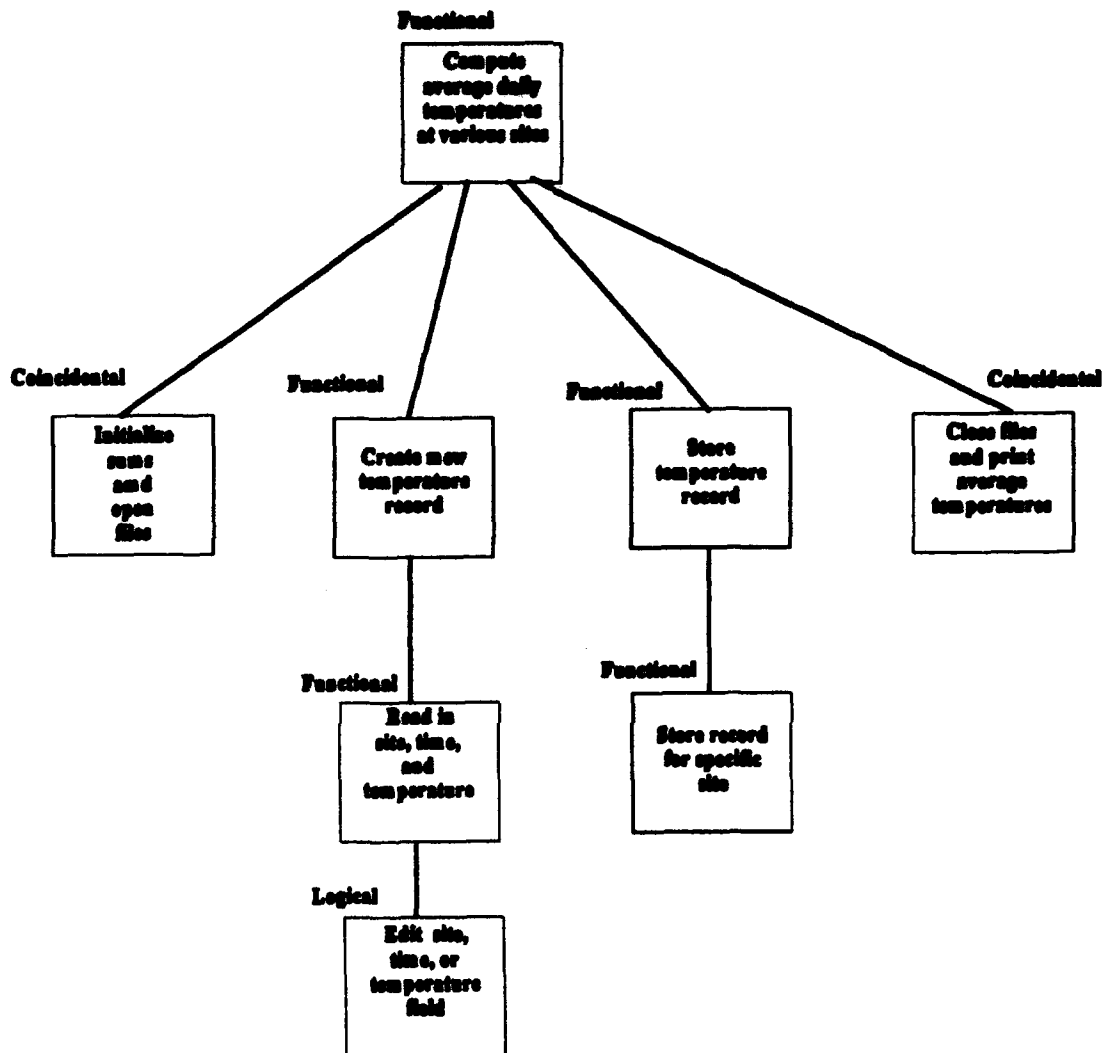 Functional
Compute
average daily
temperatures
at various sites
Coincidental
Initialize
sums
and
open
files
Functional
Create new
temperature
record
Functional
Store
temperature
record
Coincidental
Close files
and print
average
temperatures
Functional
Read in
site, time,
and
temperature
Functional
Store record
for specific
site
Logical
Edit site,
time, or
temperature
field